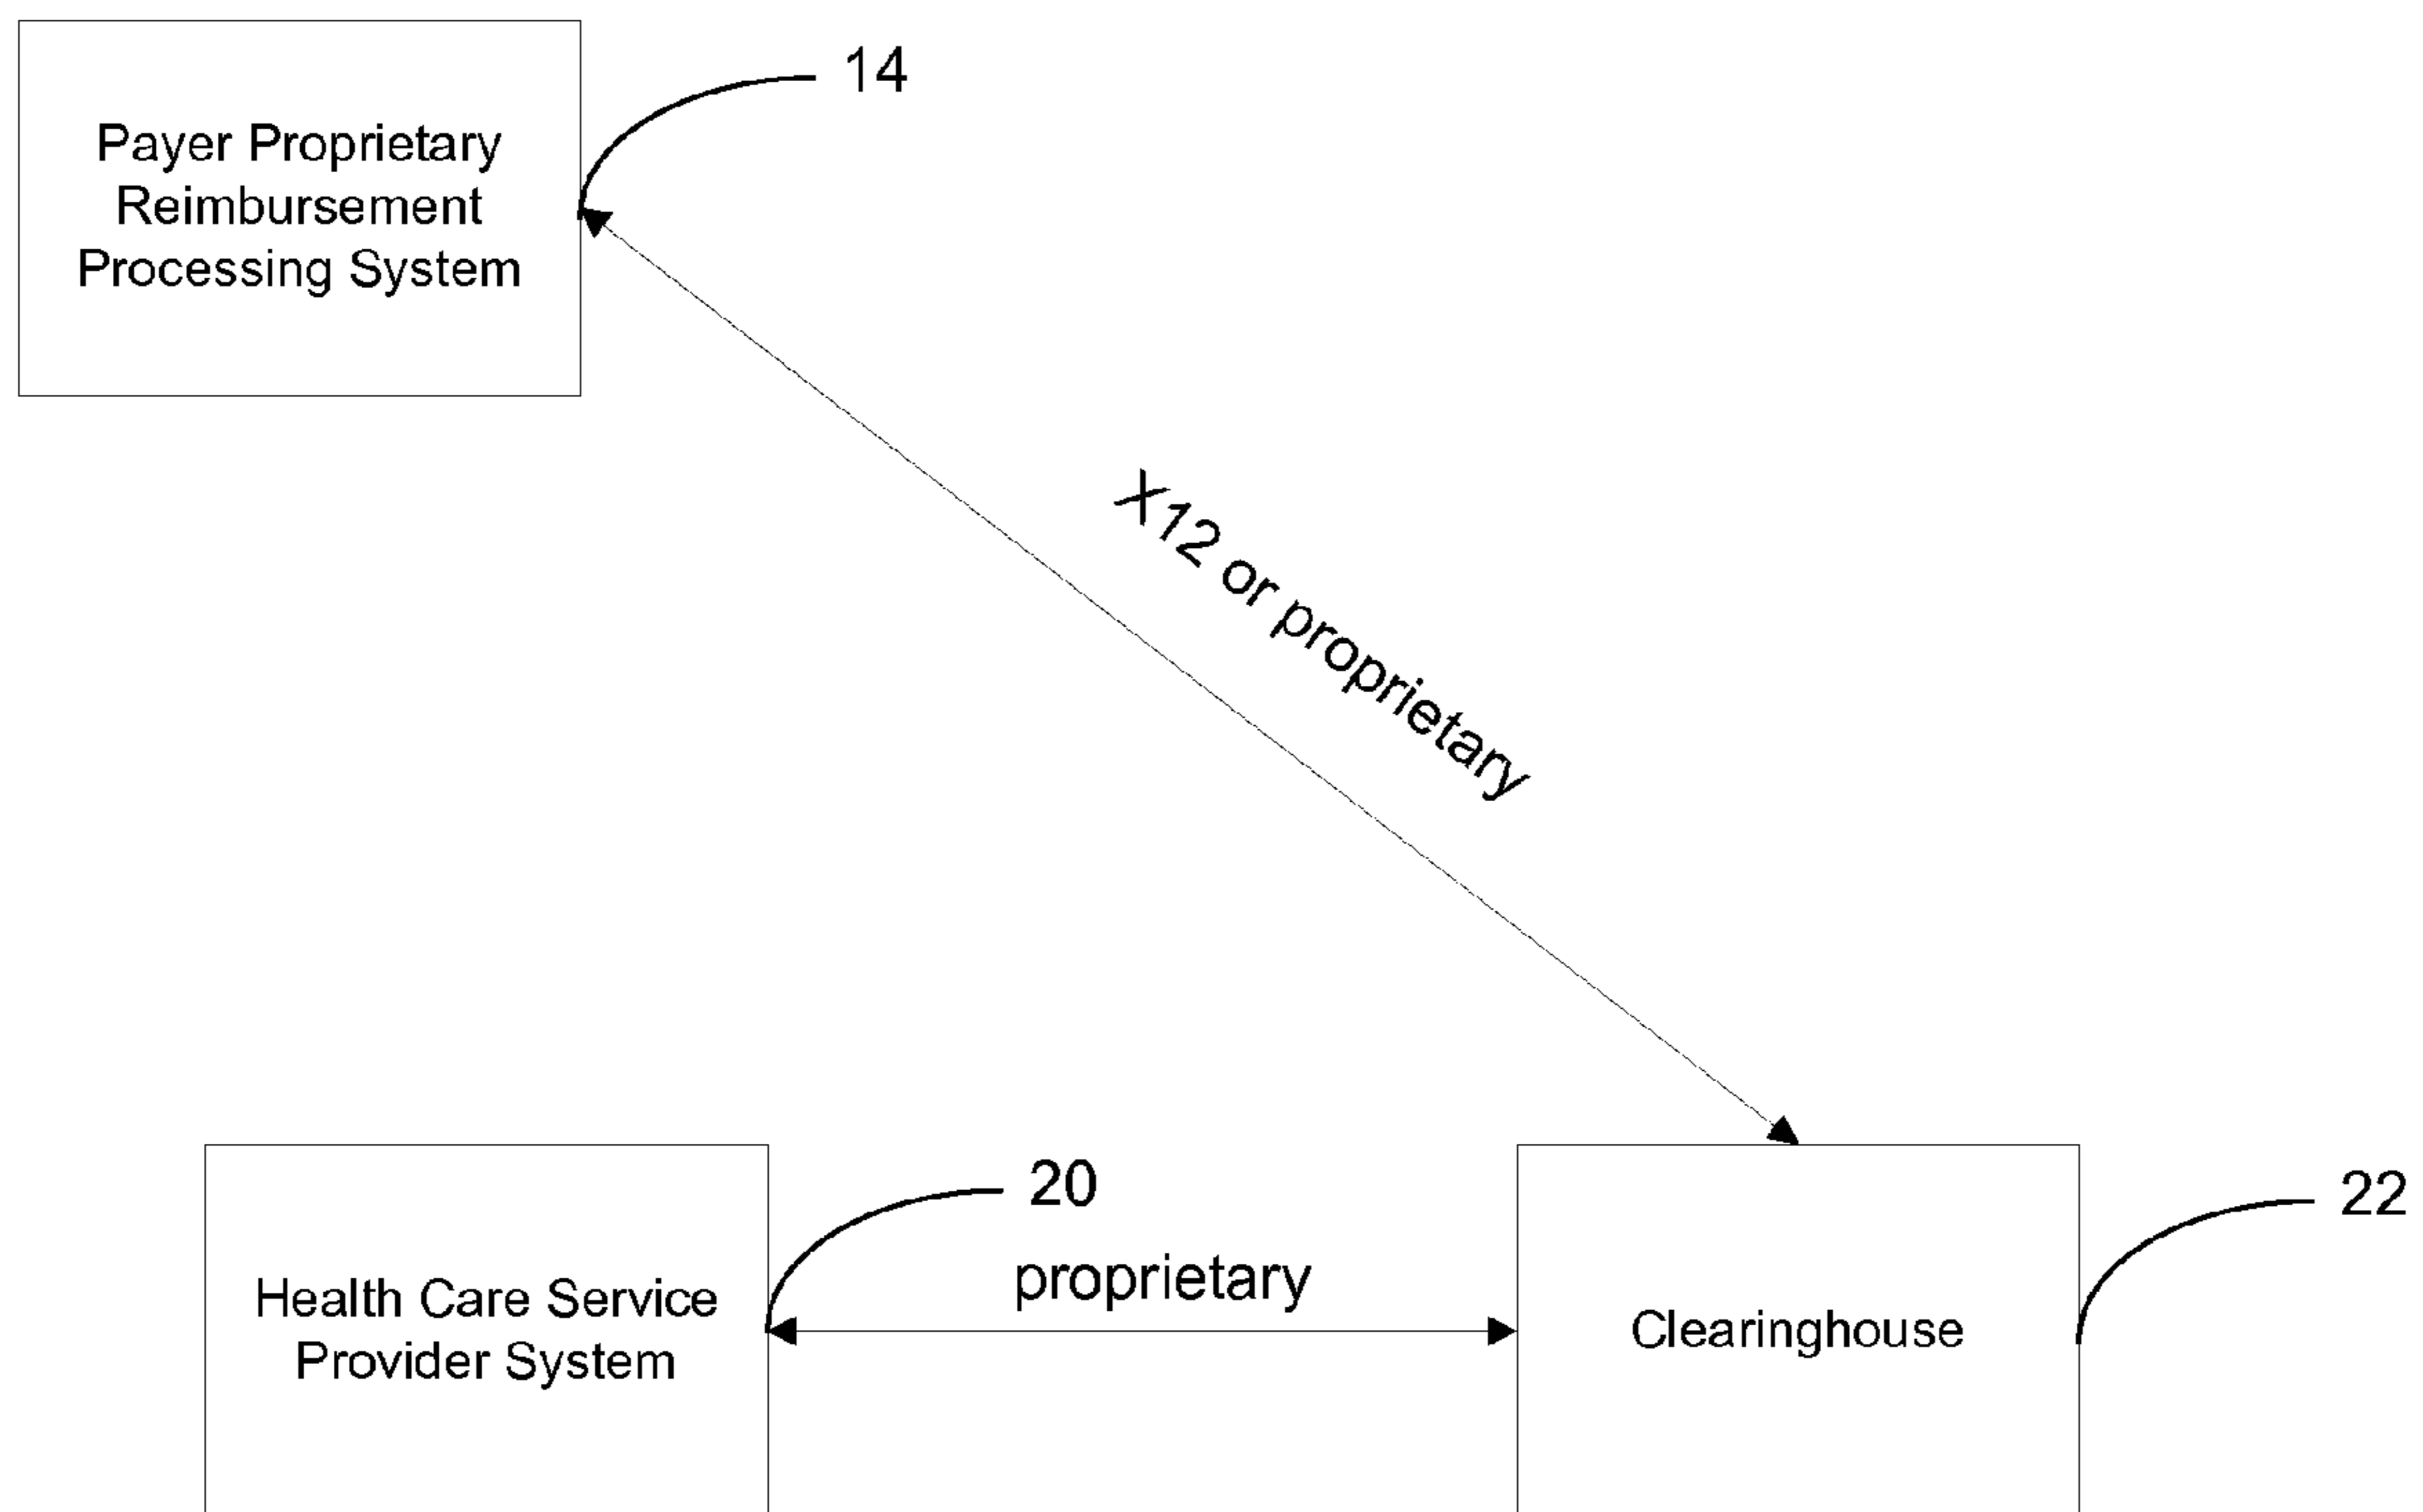 14
Payer Proprietary
Reimbursement
Processing System
X12 or proprietary
20
22
proprietary
Health Care Service
Provider System
Clearinghouse